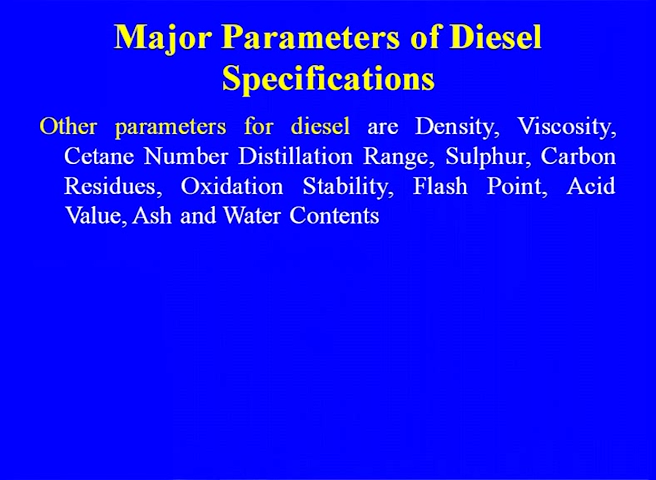 Major Parameters of Diesel
Specifications
Other parameters for diesel are Density, Viscosity,
Cetane Number Distillation Range, Sulphur, Carbon
Residues, Oxidation Stability, Flash Point, Acid
Value, Ash and Water Contents